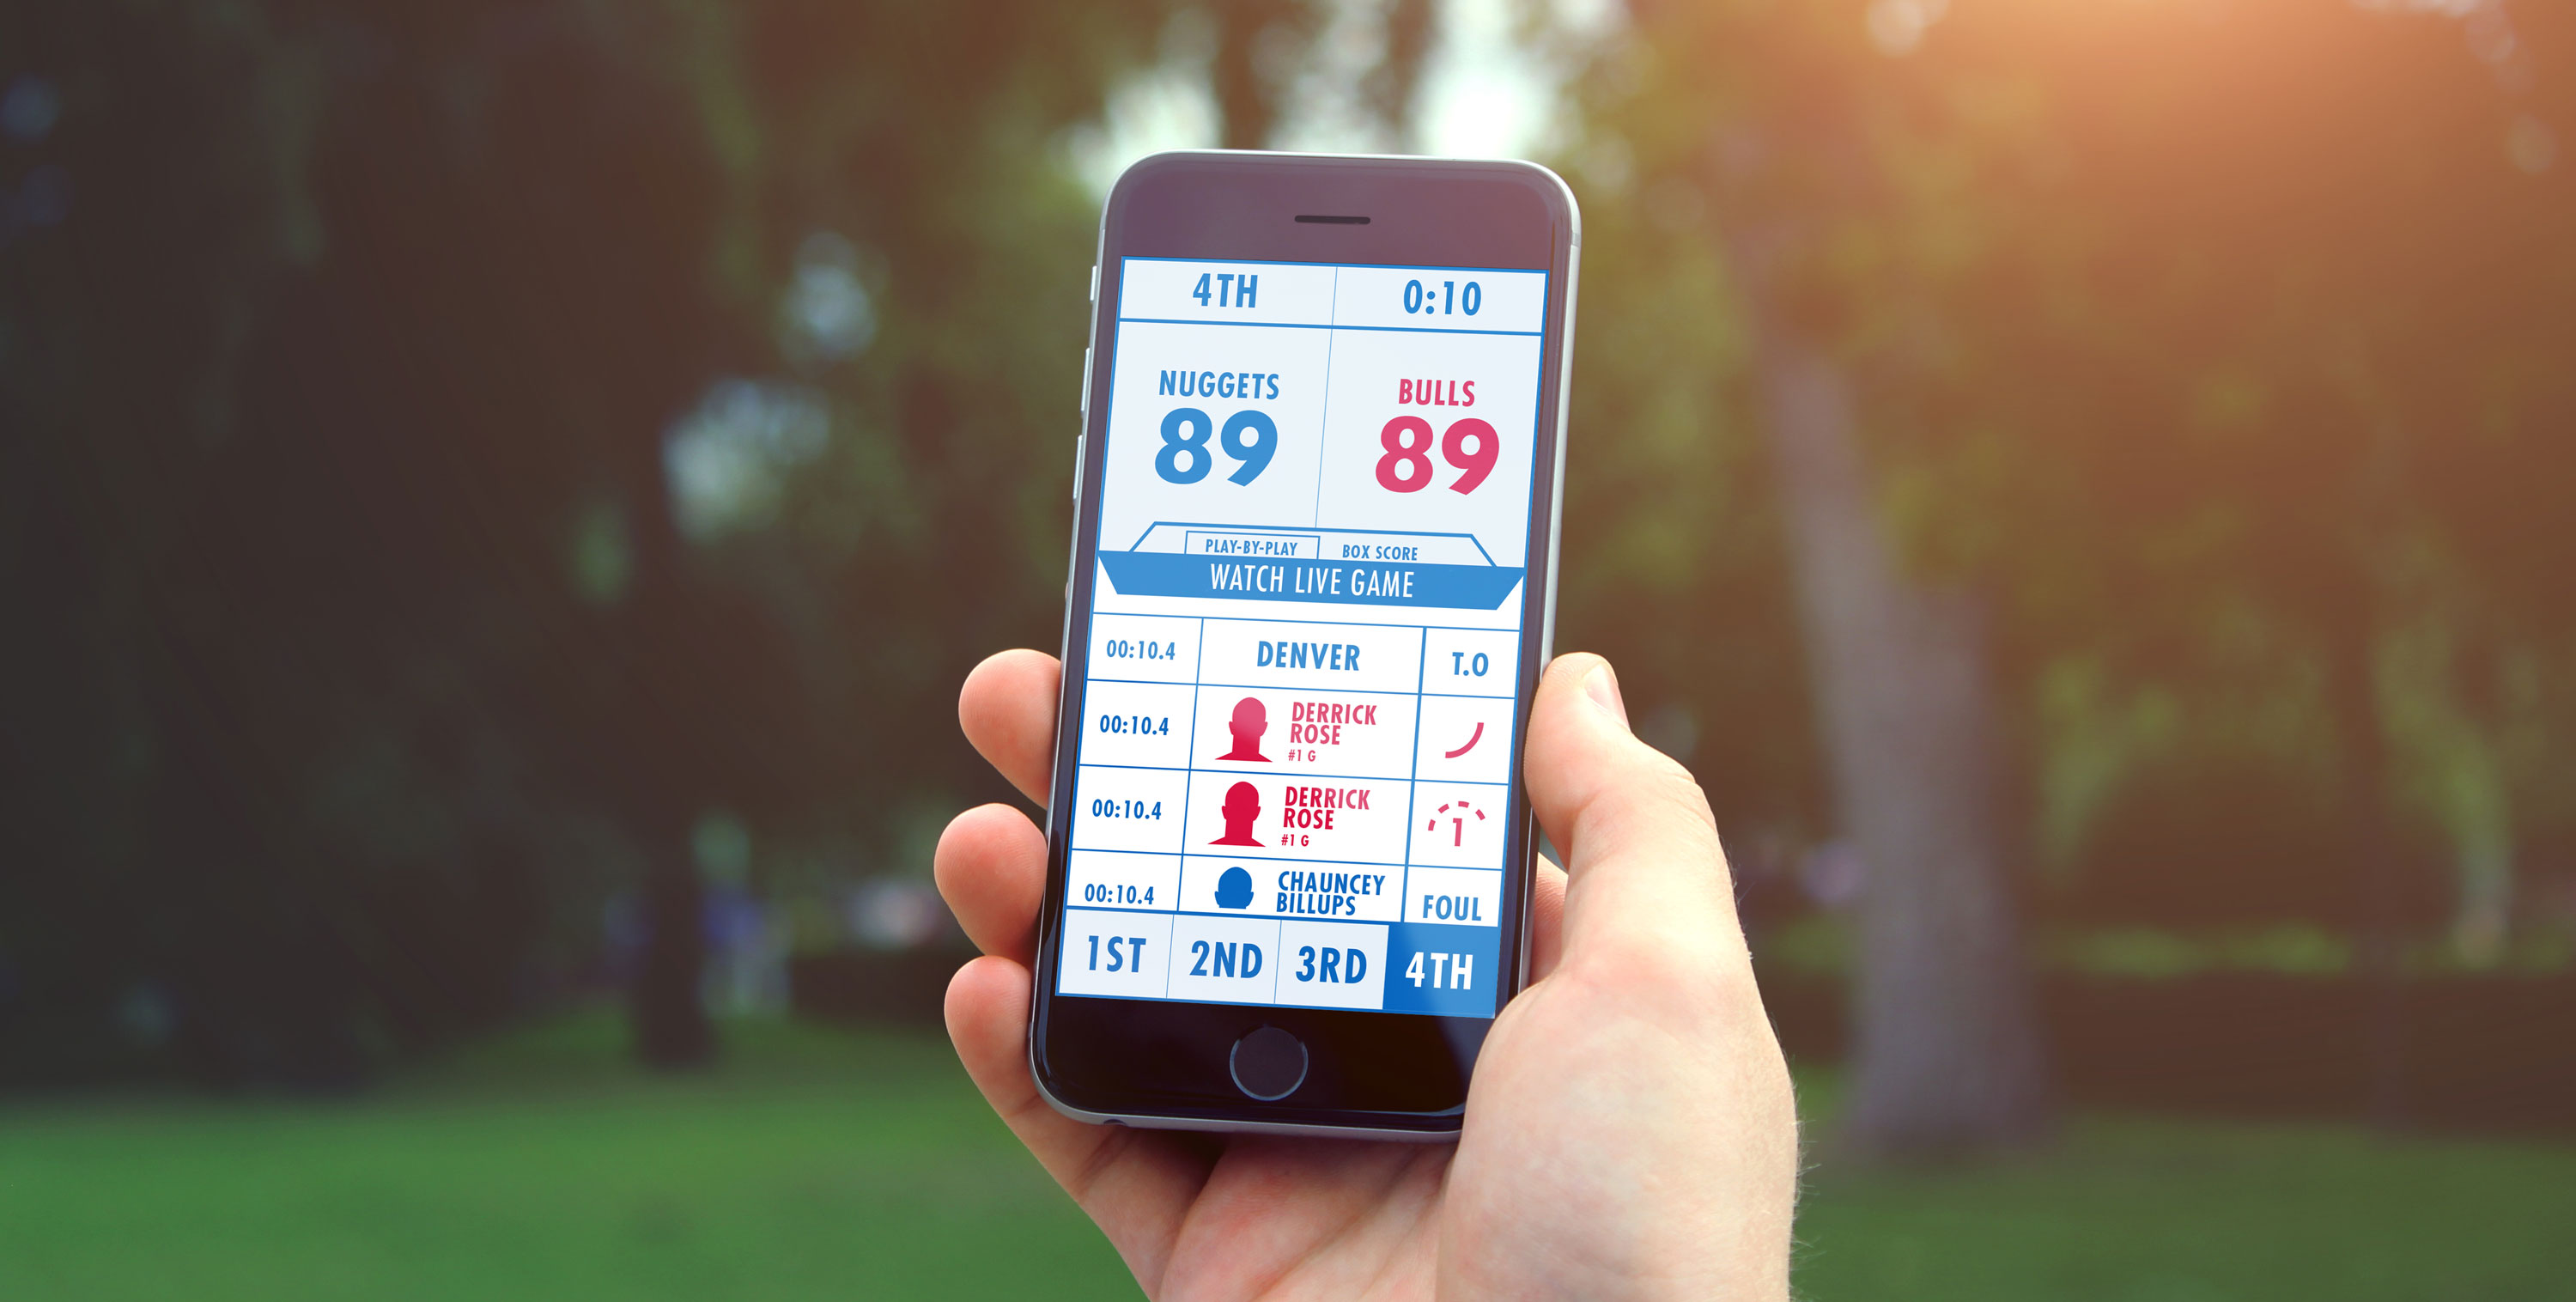 4TH 0:10
NUGGETS BULLS
89 89
PLAY-BY-PLAY BOX SCORE
WATCH LIVE GAME
00:10.4 DENVER T.O
00:10.4 DERRICK
ROSE
#1 G
00:10.4 DERRICK
ROSE
#1 G
1
00:10.4 CHAUNCEY
BILLUPS
FOUL
1ST 2ND 3RD 4TH